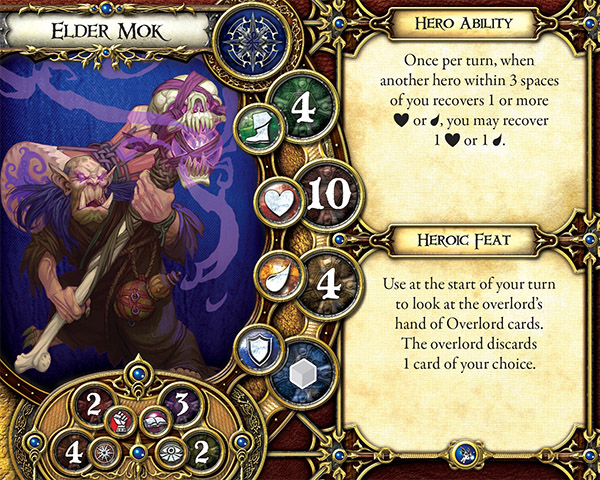 ELDER MOK
4
10
4
2
3
4
2
HERO ABILITY
Once per turn, when
another hero within 3 spaces
of you recovers 1 or more
♥ or 💧, you may recover
1 ♥ or 1 💧.
HEROIC FEAT
Use at the start of your turn
to look at the overlord’s
hand of Overlord cards.
The overlord discards
1 card of your choice.